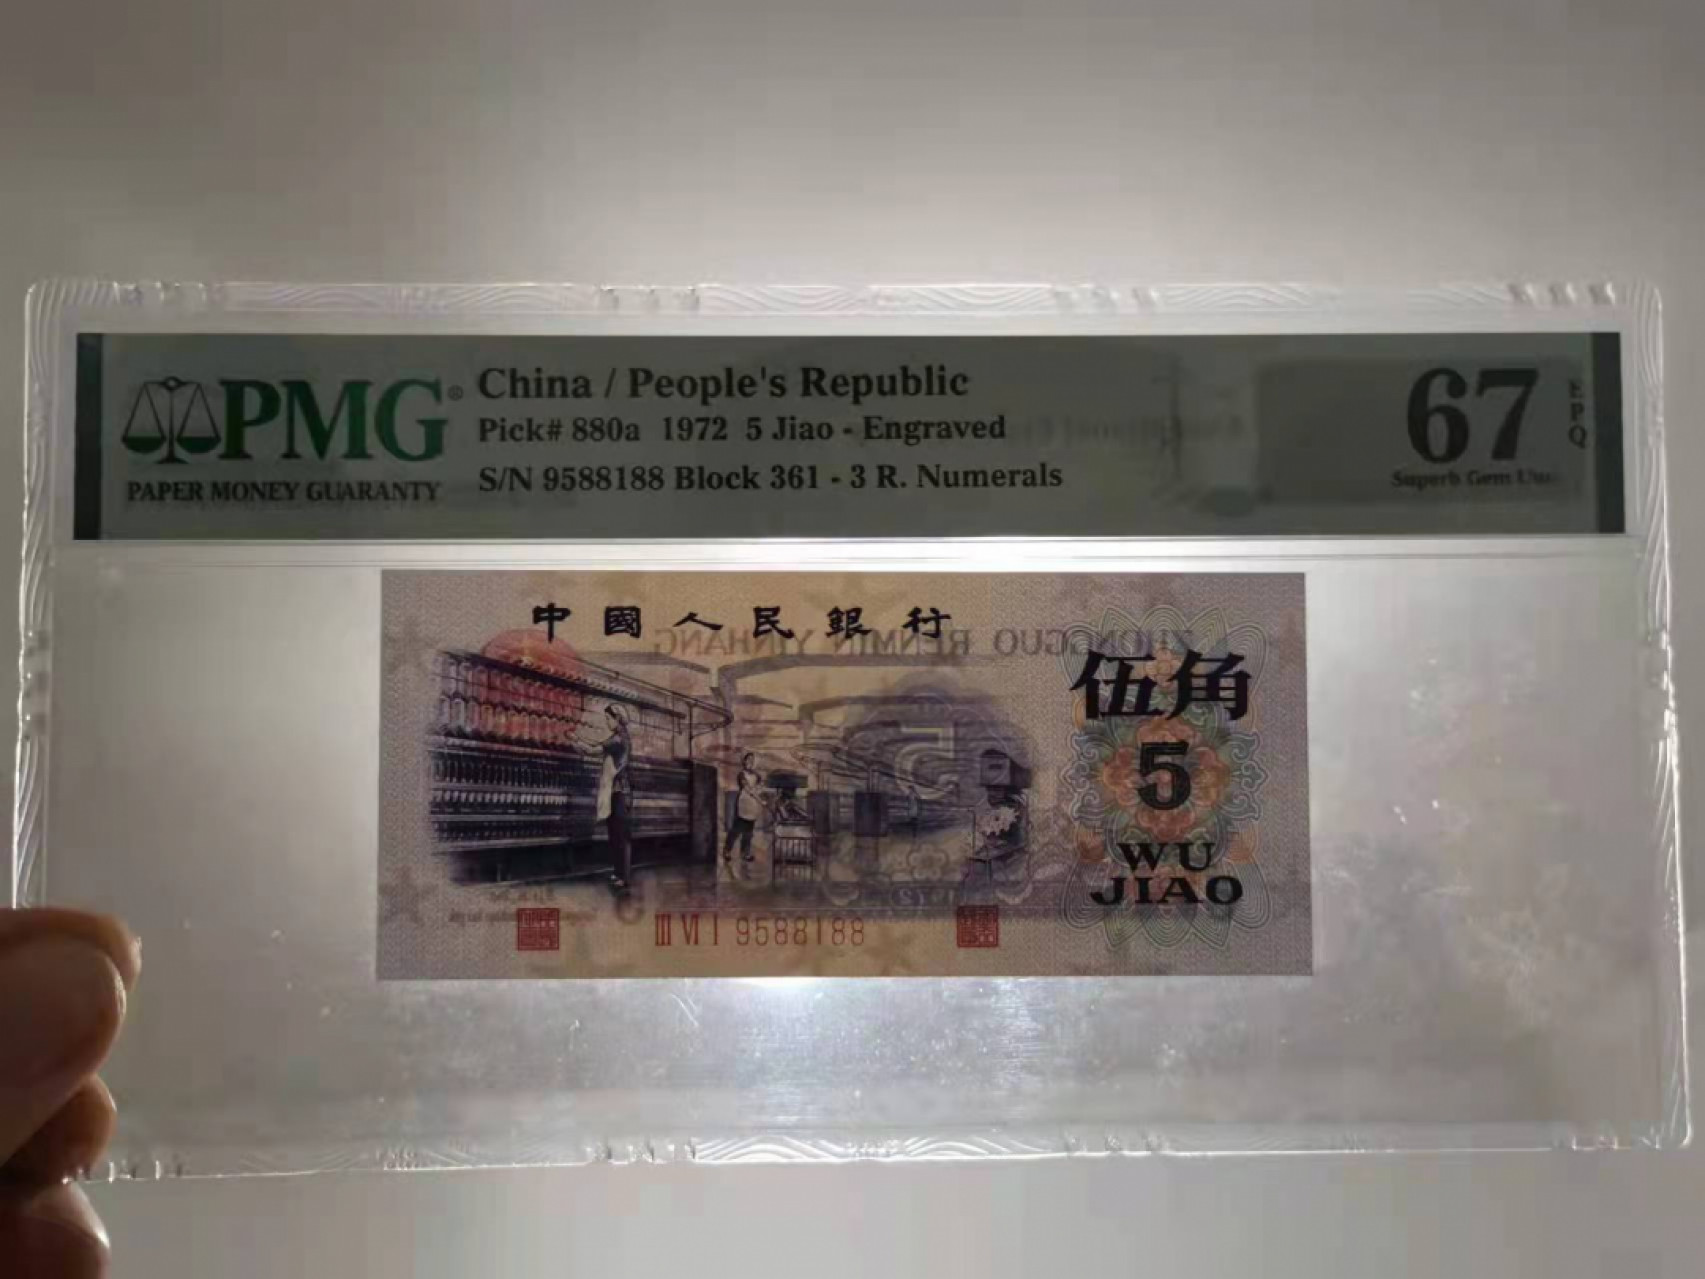 PMG®
PAPER MONEY GUARANTY
China / People's Republic
Pick# 880a 1972 5 Jiao - Engraved
S/N 9588188 Block 361 - 3 R. Numerals
67
EPQ
Superb Gem Unc
中國人民銀行
ZHONGGUO RENMIN YINHANG
伍角
5
WU
JIAO
III VI I 9588188